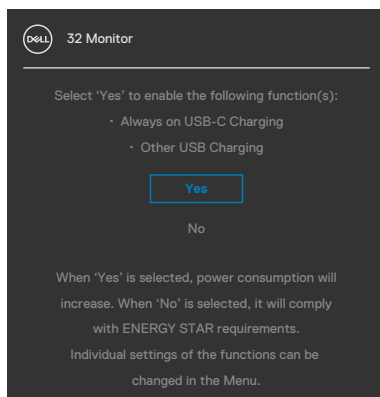 DELL
32 Monitor
Select ‘Yes’ to enable the following function(s):
· Always on USB-C Charging
· Other USB Charging
Yes
No
When ‘Yes’ is selected, power consumption will
increase. When ‘No’ is selected, it will comply
with ENERGY STAR requirements.
Individual settings of the functions can be
changed in the Menu.